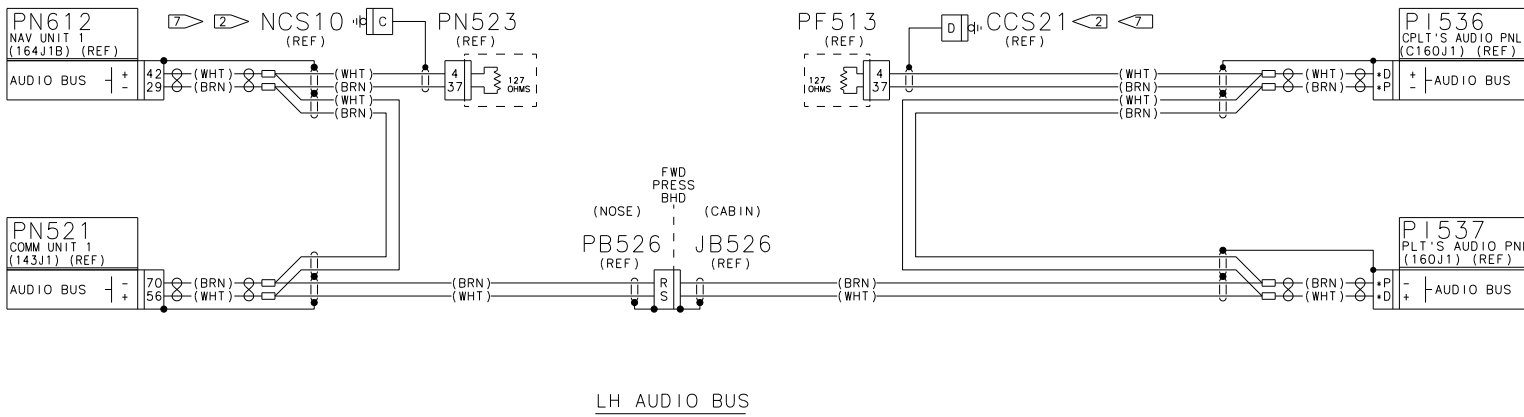 PN612
NAV UNIT 1
(164J1B) (REF)
AUDIO BUS + 42 (WHT) (WHT) 4
- 29 (BRN) (BRN) 37
(WHT)
(BRN)
7 2 NCS10 C
(REF)
PN523
(REF)
127
OHMS
PF513
(REF)
127
OHMS
4
37
D CCS21 2 7
(REF)
PI536
CPLT'S AUDIO PNL
(C160J1) (REF)
(WHT) (WHT) *D + AUDIO BUS
(BRN) (BRN) *P -
(WHT)
(BRN)
FWD
PRESS
BHD
(NOSE) (CABIN)
PB526 JB526
(REF) (REF)
PN521
COMM UNIT 1
(143J1) (REF)
AUDIO BUS - 70 (BRN) (BRN) R (BRN)
+ 56 (WHT) (WHT) S (WHT)
PI537
PLT'S AUDIO PNL
(160J1) (REF)
(BRN) *P - AUDIO BUS
(WHT) *D +
LH AUDIO BUS